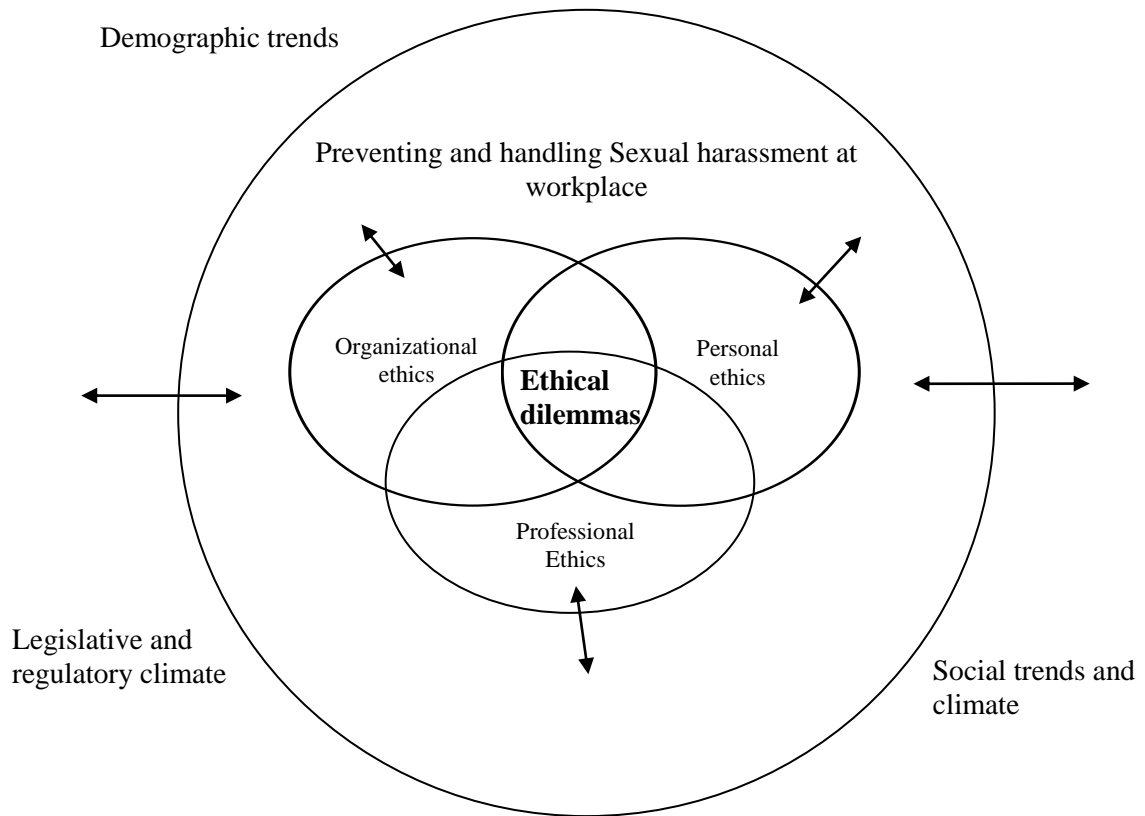 Demographic trends
Preventing and handling Sexual harassment at
workplace
Organizational
ethics
Personal
ethics
Ethical
dilemmas
Professional
Ethics
Legislative and
regulatory climate
Social trends and
climate